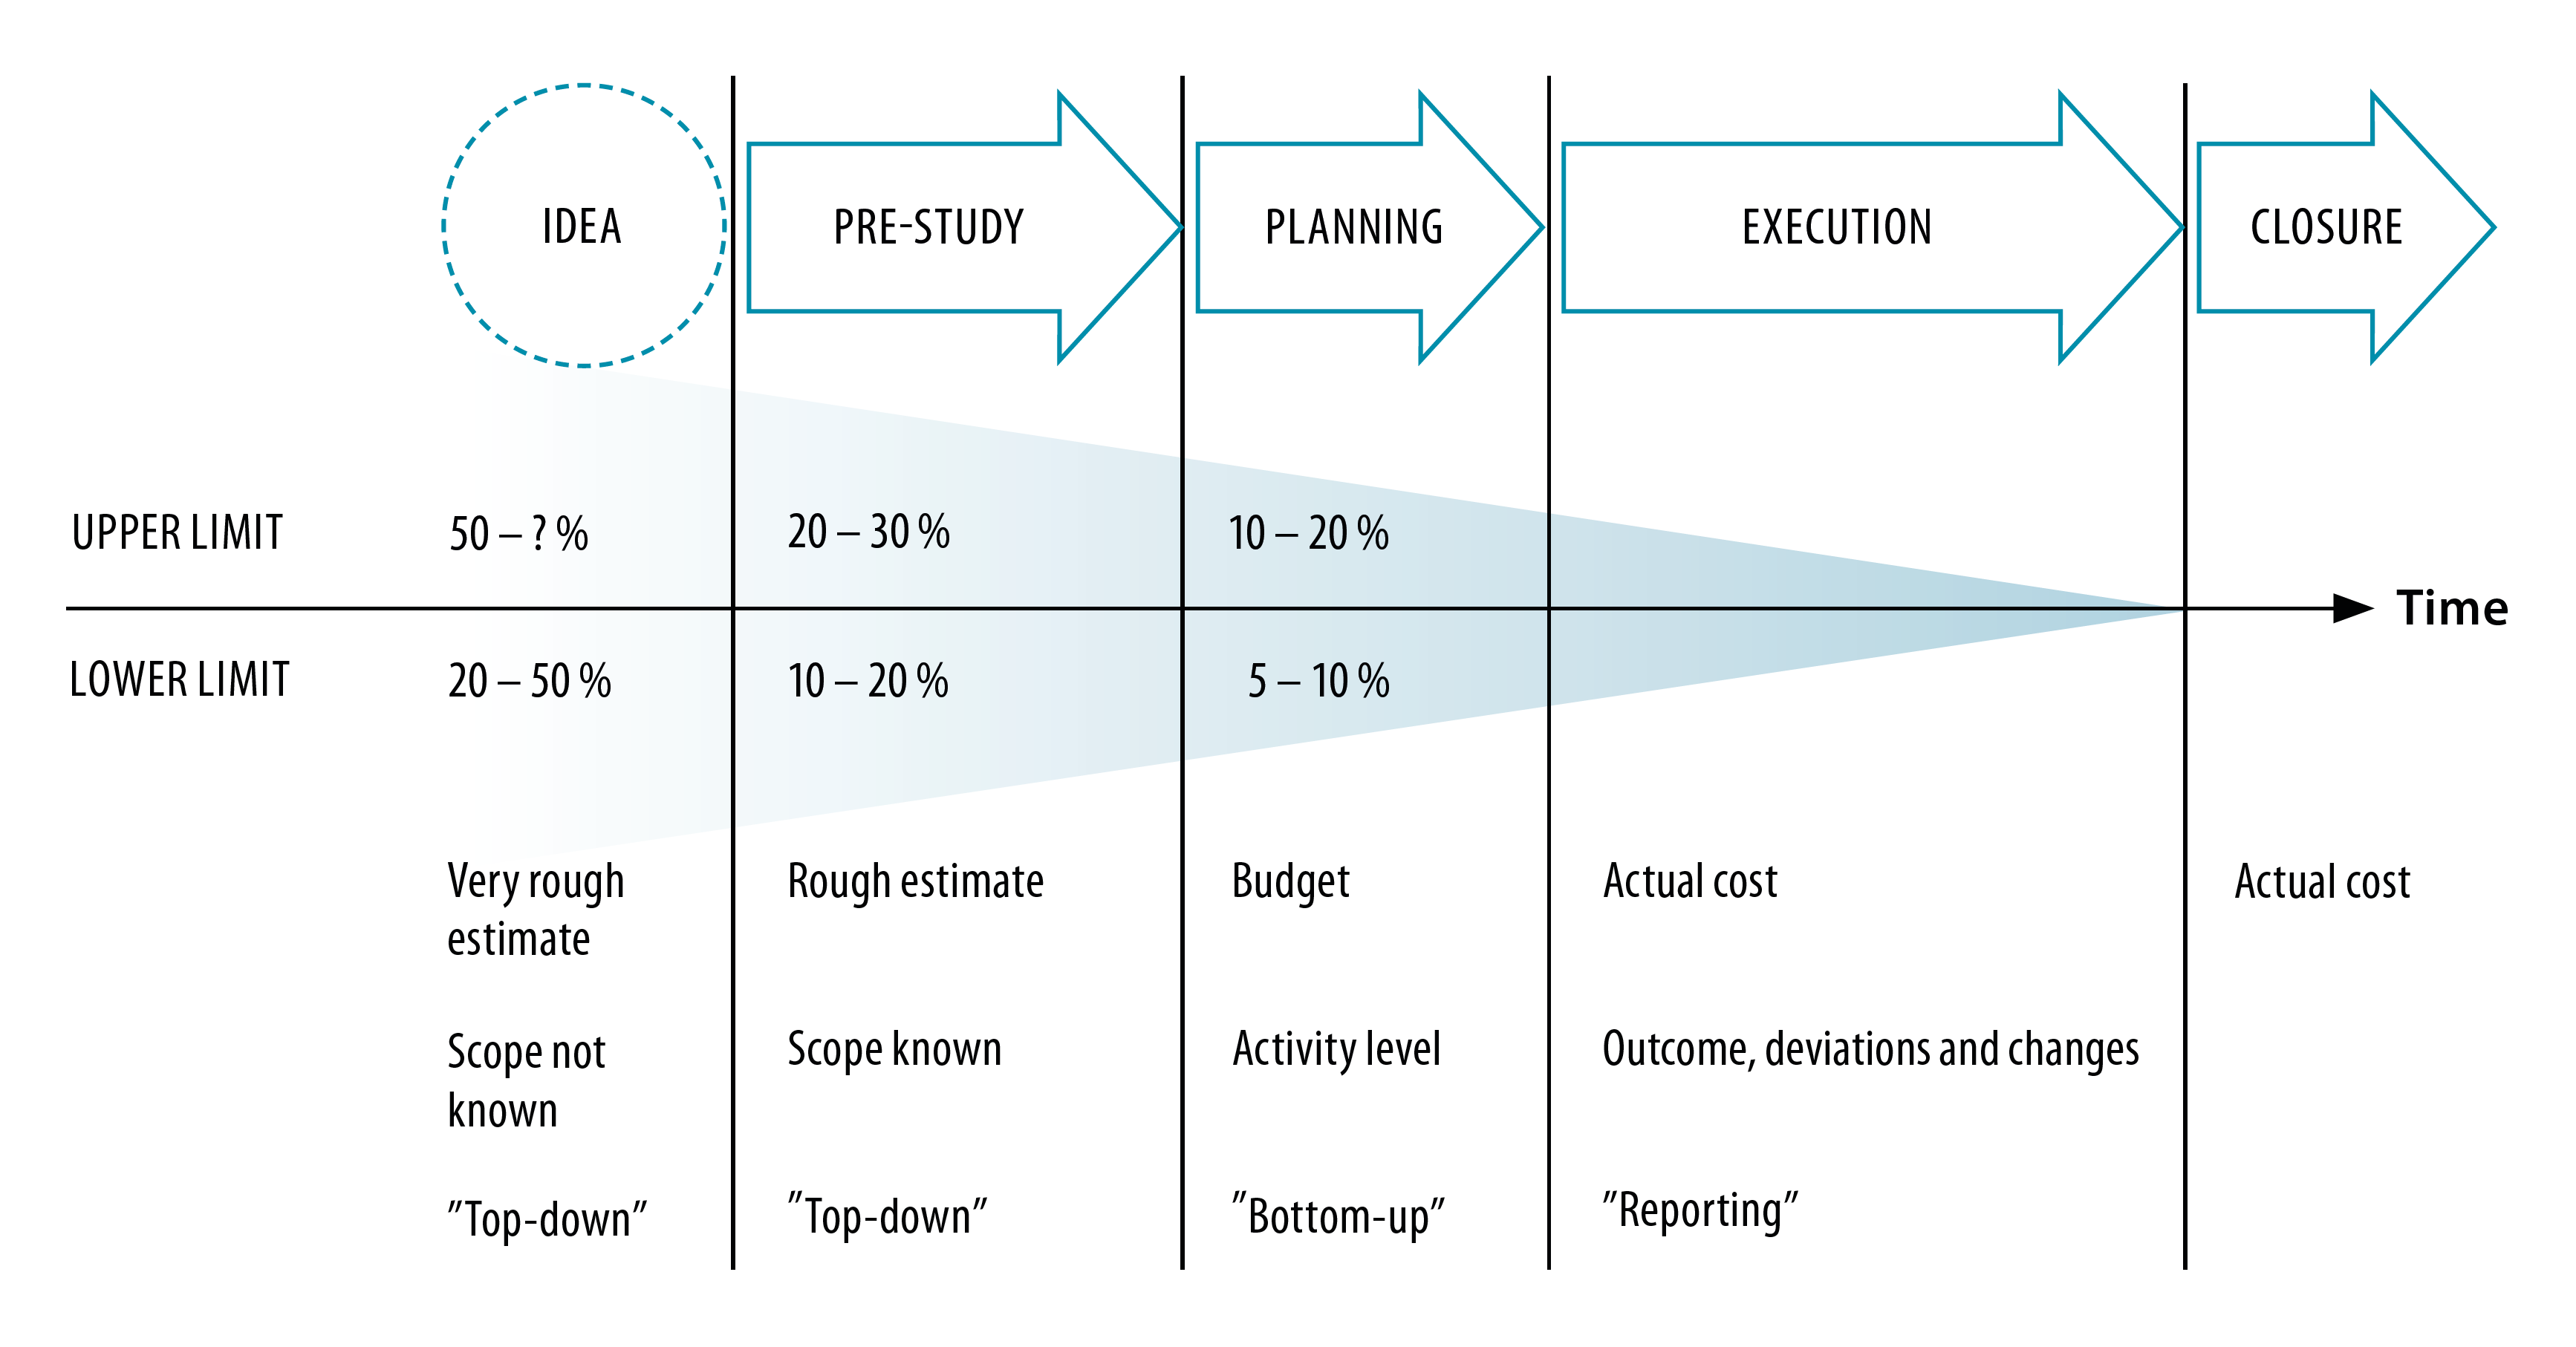 IDEA
PRE-STUDY
PLANNING
EXECUTION
CLOSURE
UPPER LIMIT
50 – ? %
20 – 30 %
10 – 20 %
Time
LOWER LIMIT
20 – 50 %
10 – 20 %
5 – 10 %
Very rough
estimate
Rough estimate
Budget
Actual cost
Actual cost
Scope not
known
Scope known
Activity level
Outcome, deviations and changes
”Top-down”
”Top-down”
”Bottom-up”
”Reporting”